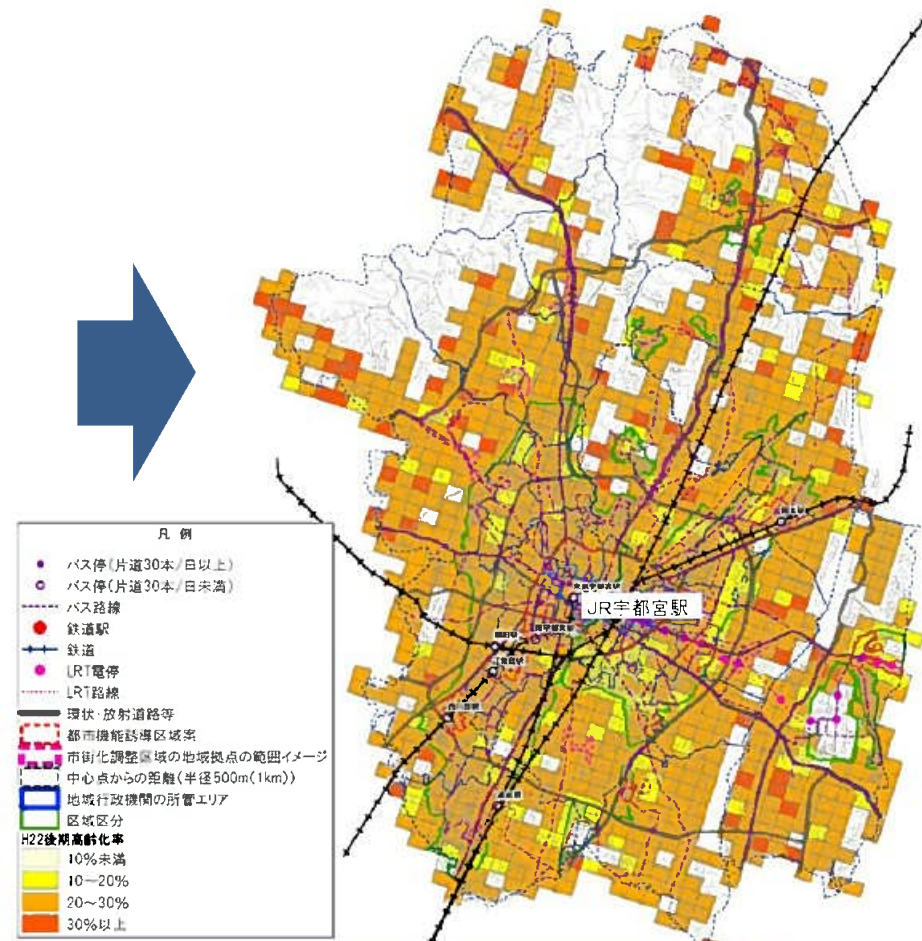 JR宇都宮駅
凡例
バス停(片道30本/日以上)
バス停(片道30本/日未満)
バス路線
鉄道駅
鉄道
LRT電停
LRT路線
環状・放射道路等
都市機能誘導区域案
市街化調整区域の地域拠点の範囲イメージ
中心点からの距離(半径500m(1km))
地域行政機関の所管エリア
区域区分
H22後期高齢化率
10%未満
10～20%
20～30%
30%以上